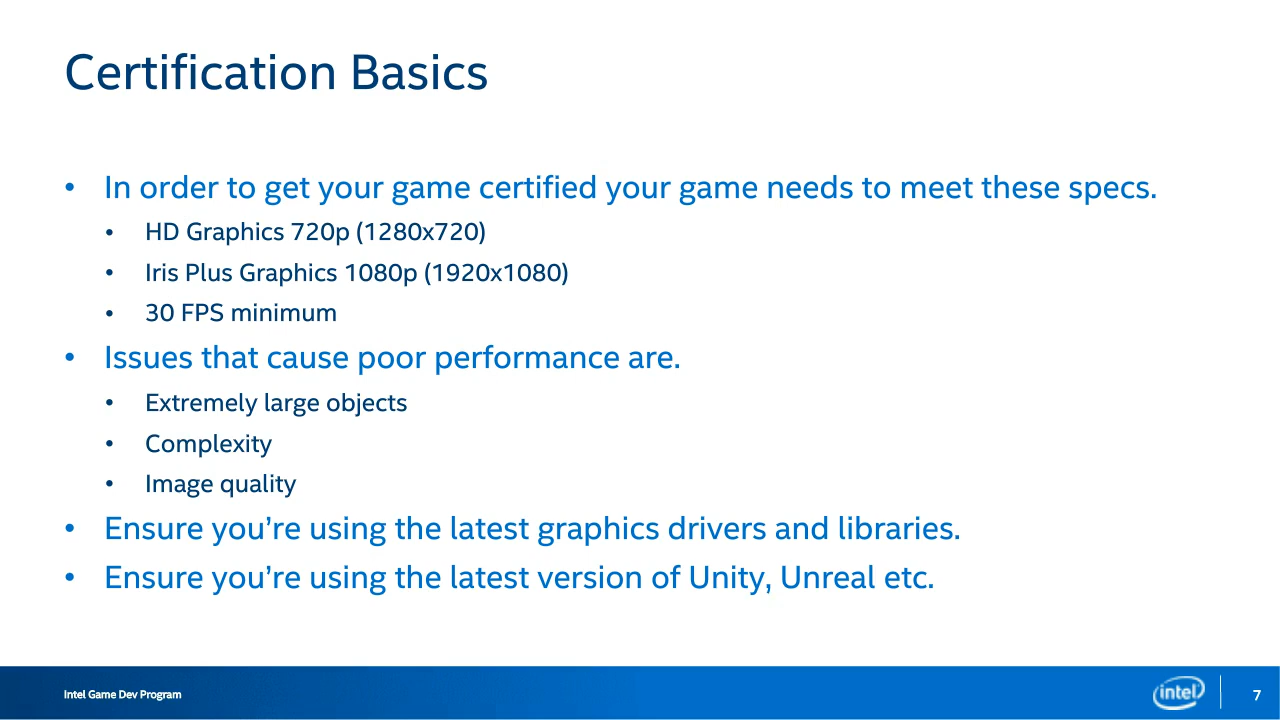 Certification Basics
• In order to get your game certified your game needs to meet these specs.
• HD Graphics 720p (1280x720)
• Iris Plus Graphics 1080p (1920x1080)
• 30 FPS minimum
• Issues that cause poor performance are.
• Extremely large objects
• Complexity
• Image quality
• Ensure you’re using the latest graphics drivers and libraries.
• Ensure you’re using the latest version of Unity, Unreal etc.
Intel Game Dev Program
intel
7